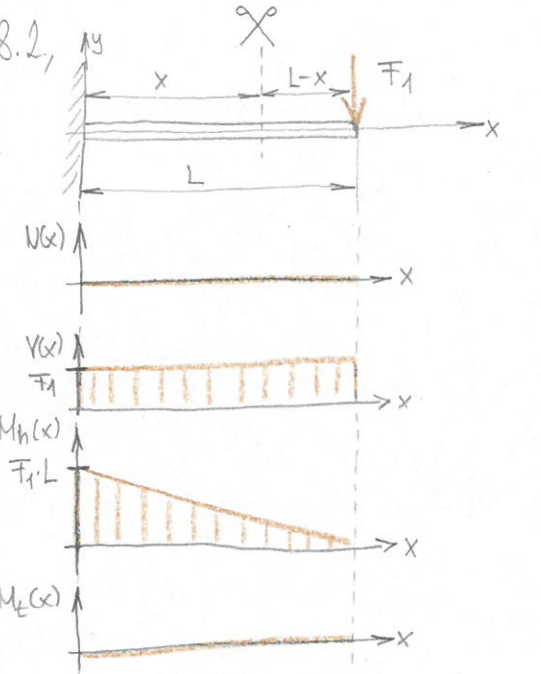 8.2,
y
x
L-x
F₁
x
L
N(x)
x
V(x)
F₁
x
Mh(x)
F₁·L
x
Mt(x)
x